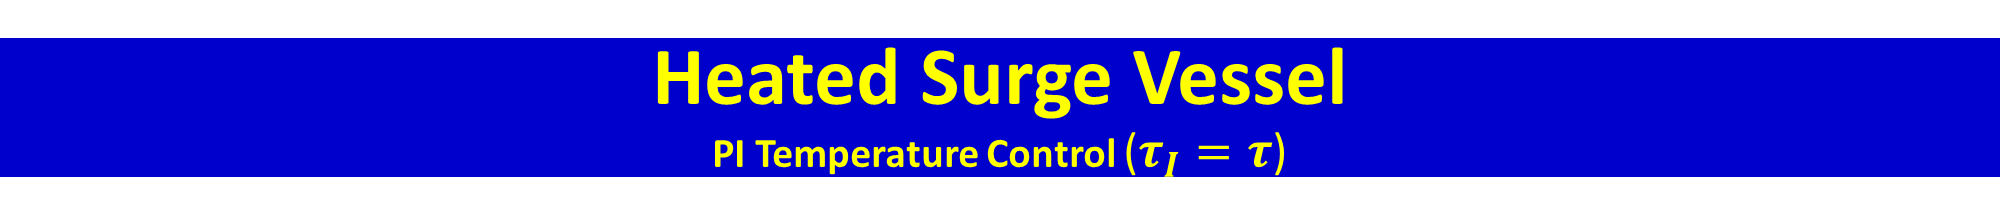 Heated Surge Vessel
PI Temperature Control (τ_I = τ)